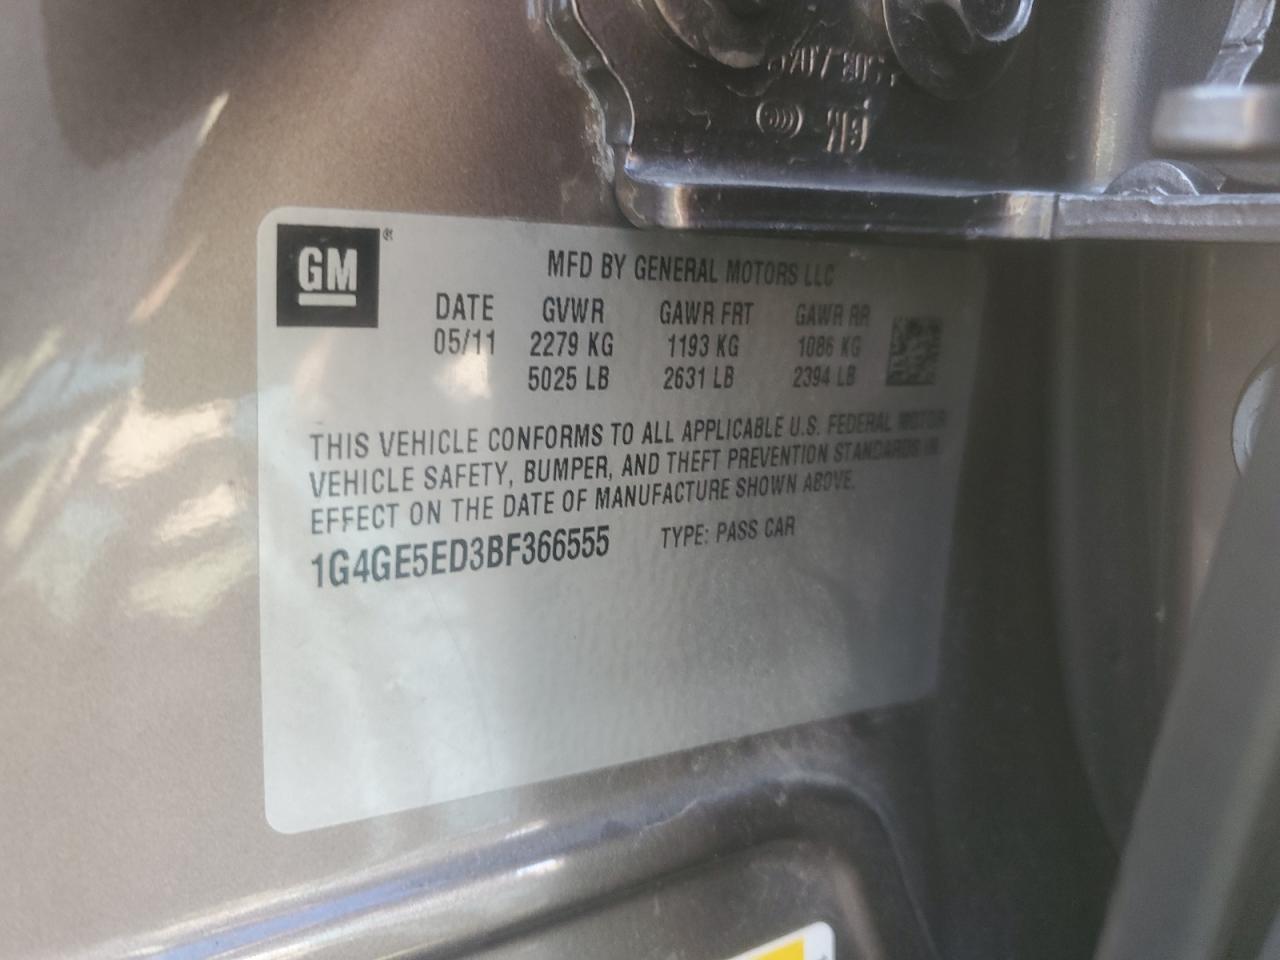 GM
MFD BY GENERAL MOTORS LLC
DATE GVWR GAWR FRT GAWR RR
05/11 2279 KG 1193 KG 1086 KG
5025 LB 2631 LB 2394 LB
THIS VEHICLE CONFORMS TO ALL APPLICABLE U.S. FEDERAL MOTOR
VEHICLE SAFETY, BUMPER, AND THEFT PREVENTION STANDARDS IN
EFFECT ON THE DATE OF MANUFACTURE SHOWN ABOVE.
1G4GE5ED3BF366555 TYPE: PASS CAR